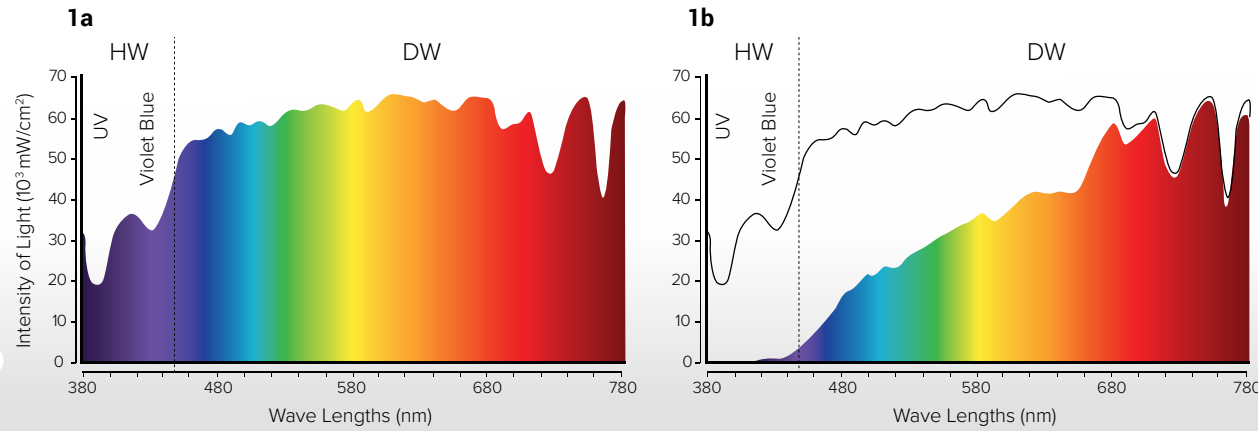 1a
HW
DW
Intensity of Light (10³ mW/cm²)
70
60
50
40
30
20
10
0
UV
Violet Blue
380
480
580
680
780
Wave Lengths (nm)
1b
HW
DW
70
60
50
40
30
20
10
0
UV
Violet Blue
380
480
580
680
780
Wave Lengths (nm)